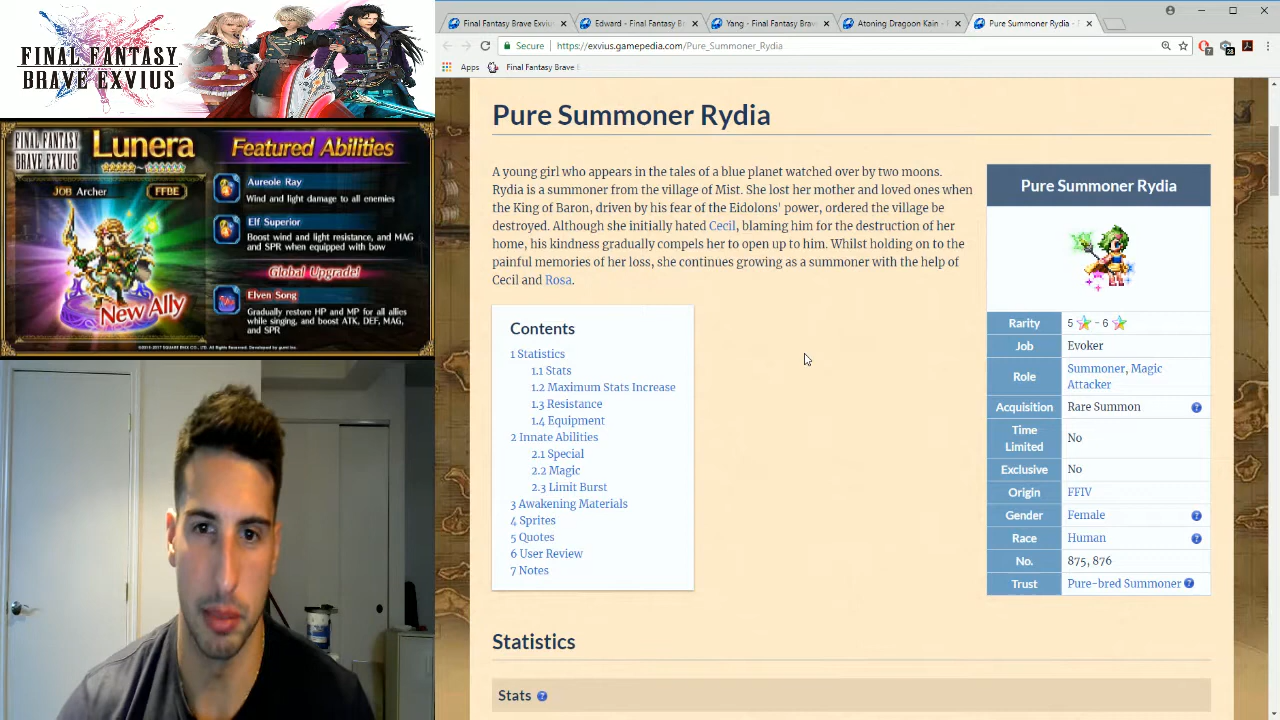 FINAL FANTASY
BRAVE EXVIUS
FINAL FANTASY
BRAVE EXVIUS
Lunera
JOB Archer
FFBE
New Ally
Featured Abilities
Aureole Ray
Wind and light damage to all enemies
Elf Superior
Boost wind and light resistance, and MAG
and SPR when equipped with bow
Global Upgrade!
Elven Song
Gradually restore HP and MP for all allies
while singing, and boost ATK, DEF, MAG,
and SPR
Final Fantasy Brave Exviu
Edward - Final Fantasy B
Yang - Final Fantasy Brav
Atoning Dragoon Kain -
Pure Summoner Rydia -
Secure
https://exvius.gamepedia.com/Pure_Summoner_Rydia
Apps
Final Fantasy Brave E
Pure Summoner Rydia
A young girl who appears in the tales of a blue planet watched over by two moons.
Rydia is a summoner from the village of Mist. She lost her mother and loved ones when
the King of Baron, driven by his fear of the Eidolons' power, ordered the village be
destroyed. Although she initially hated Cecil, blaming him for the destruction of her
home, his kindness gradually compels her to open up to him. Whilst holding on to the
painful memories of her loss, she continues growing as a summoner with the help of
Cecil and Rosa.
Contents
1 Statistics
1.1 Stats
1.2 Maximum Stats Increase
1.3 Resistance
1.4 Equipment
2 Innate Abilities
2.1 Special
2.2 Magic
2.3 Limit Burst
3 Awakening Materials
4 Sprites
5 Quotes
6 User Review
7 Notes
Pure Summoner Rydia
Rarity 5 - 6
Job Evoker
Role Summoner, Magic
Attacker
Acquisition Rare Summon
Time
Limited No
Exclusive No
Origin FFIV
Gender Female
Race Human
No. 875, 876
Trust Pure-bred Summoner
Statistics
Stats